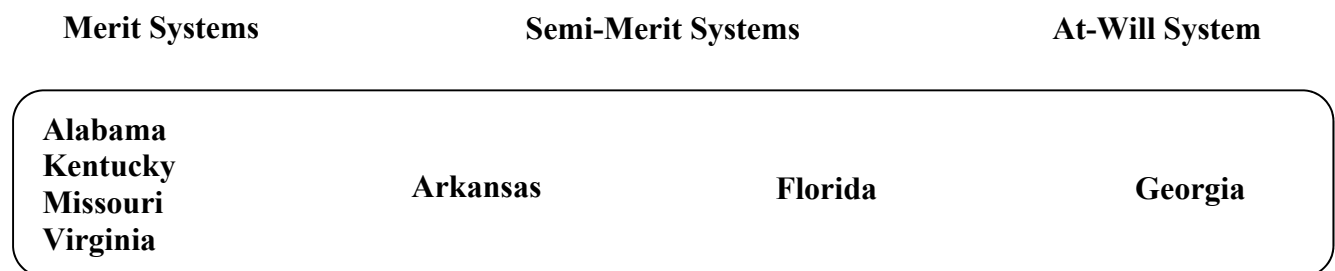 Merit Systems Semi-Merit Systems At-Will System
Alabama
Kentucky
Missouri
Virginia
Arkansas Florida Georgia